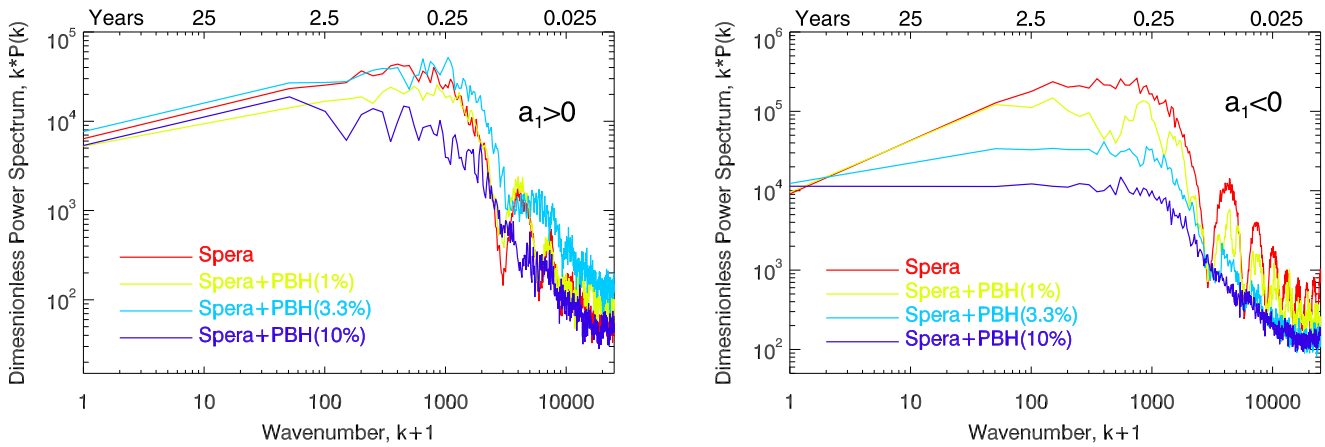 Years 25 2.5 0.25 0.025
10^5
10^4
10^3
10^2
Dimesnionless Power Spectrum, k*P(k)
a_1>0
Spera
Spera+PBH(1%)
Spera+PBH(3.3%)
Spera+PBH(10%)
1 10 100 1000 10000
Wavenumber, k+1
Years 25 2.5 0.25 0.025
10^6
10^5
10^4
10^3
10^2
Dimesnionless Power Spectrum, k*P(k)
a_1<0
Spera
Spera+PBH(1%)
Spera+PBH(3.3%)
Spera+PBH(10%)
1 10 100 1000 10000
Wavenumber, k+1